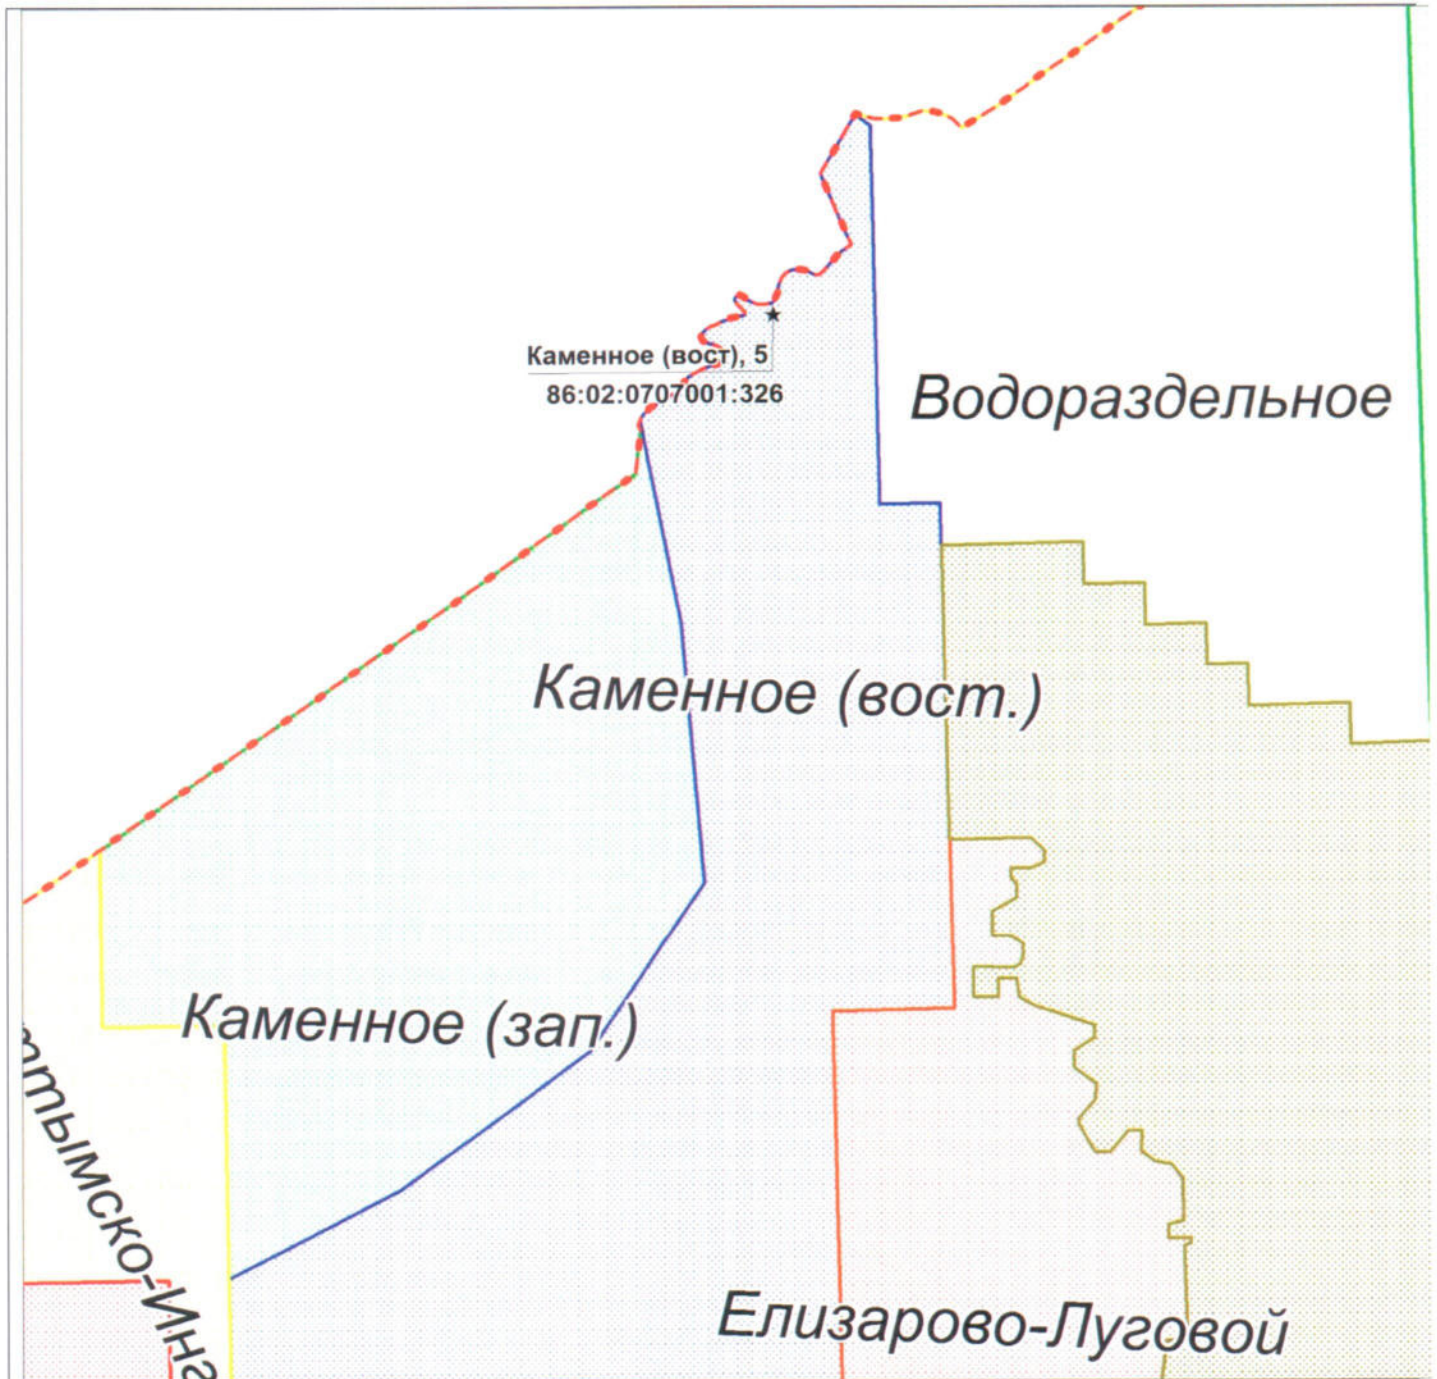 Каменное (вост), 5
86:02:0707001:326
Водораздельное
Каменное (вост.)
Каменное (зап.)
Елизарово-Луговой